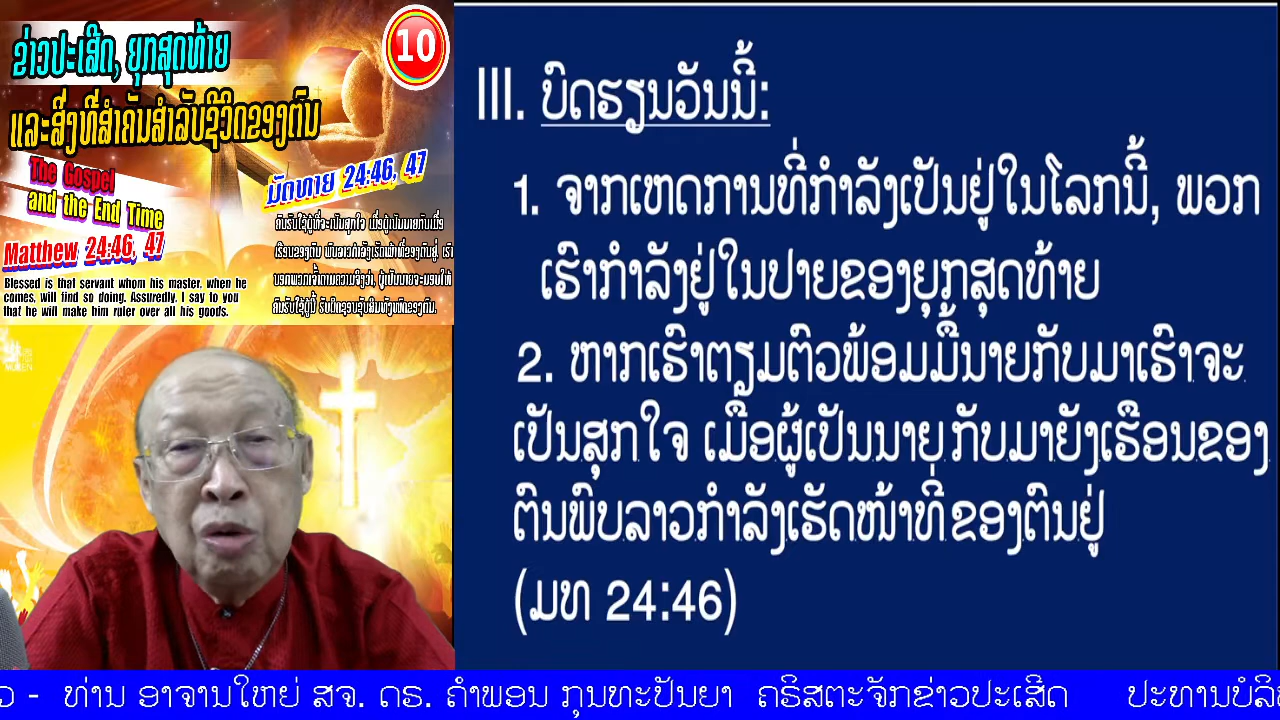 ຂ່າວປະເສີດ, ຍຸກສຸດທ້າຍ
ແລະສິ່ງທີ່ສຳຄັນສຳລັບຊີວິດຂອງຕົນ
10
The Gospel
and the End Time
Matthew 24:46, 47
Blessed is that servant whom his master, when he
comes, will find so doing. Assuredly, I say to you
that he will make him ruler over all his goods.
ມັດທາຍ 24:46, 47
III. ບົດຮຽນວັນນີ້:
1. ຈາກເຫດການທີ່ກຳລັງເປັນຢູ່ໃນໂລກນີ້, ພວກ
ເຮົາກຳລັງຢູ່ໃນປາຍຂອງຍຸກສຸດທ້າຍ
2. ຫາກເຮົາຕຽມຕົວພ້ອມມື້ນາຍກັບມາເຮົາຈະ
ເປັນສຸກໃຈ ເມື່ອຜູ້ເປັນນາຍກັບມາຍັງເຮືອນຂອງ
ຕົນພົບລາວກຳລັງເຮັດໜ້າທີ່ຂອງຕົນຢູ່
(ມທ 24:46)
ວ - ທ່ານ ອາຈານໃຫຍ່ ສຈ. ດຣ. ຄຳພອນ ກຸນທະປັນຍາ ຄຣິສຕະຈັກຂ່າວປະເສີດ ປະທານບໍລິ